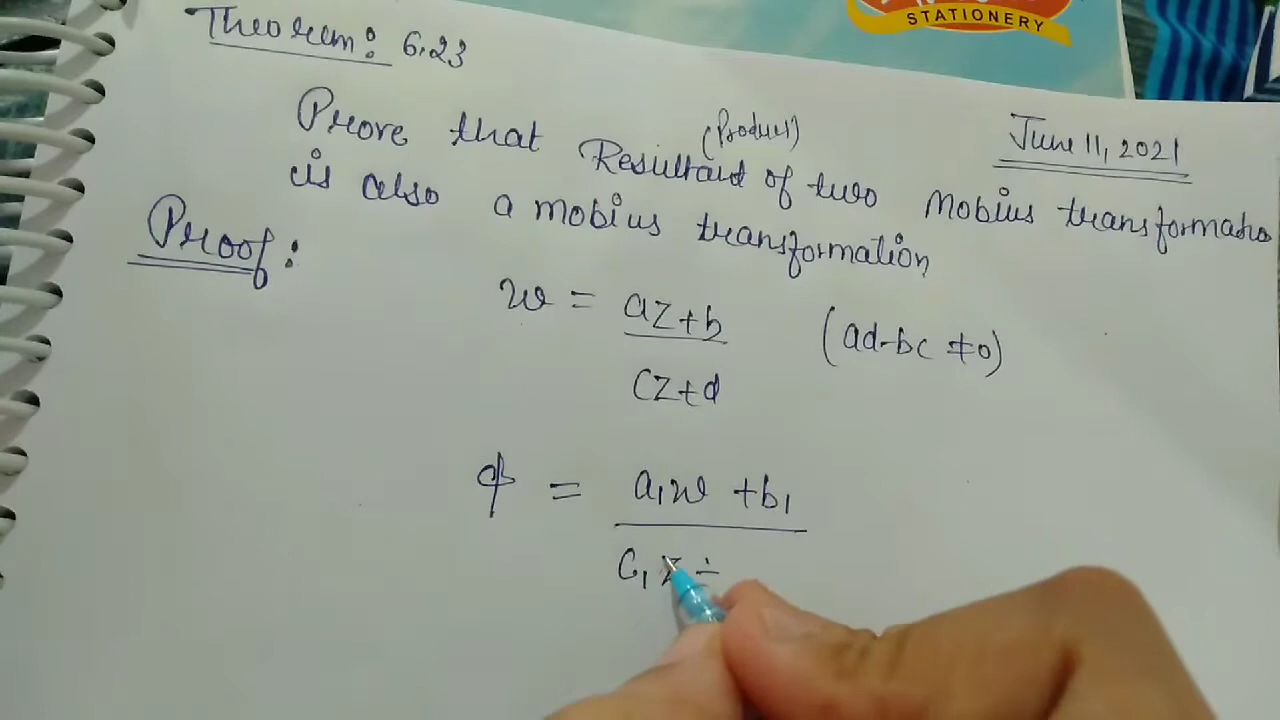 STATIONERY
Theorem: 6.23
Prove that Resultant (Product) of two Mobius transformatio
is also a mobius transformation
June 11, 2021
Proof:
w = az+b / cz+d (ad-bc ≠ 0)
ϕ = a₁w + b₁ / C₁